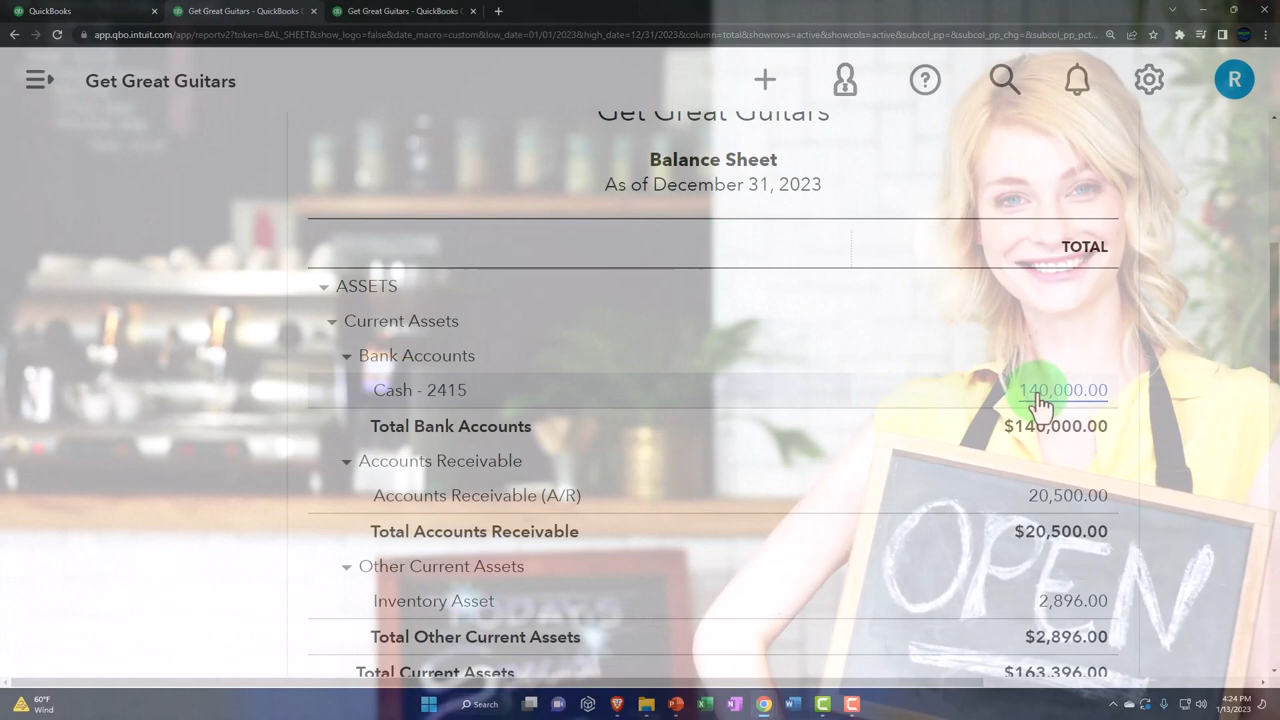 QuickBooks
Get Great Guitars - QuickBooks
Get Great Guitars - QuickBooks
app.qbo.intuit.com/app/reportv2?token=BAL_SHEET&show_logo=false&date_macro=custom&low_date=01/01/2023&high_date=12/31/2023&column=total&showrows=active&showcols=active&subcol_pp=&subcol_pp_chg=&subcol_pp_pct...
Get Great Guitars
R
Get Great Guitars
Balance Sheet
As of December 31, 2023
TOTAL
ASSETS
Current Assets
Bank Accounts
Cash - 2415 140,000.00
Total Bank Accounts $140,000.00
Accounts Receivable
Accounts Receivable (A/R) 20,500.00
Total Accounts Receivable $20,500.00
Other Current Assets
Inventory Asset 2,896.00
Total Other Current Assets $2,896.00
Total Current Assets $163,396.00
OPEN
TODAY'S
60°F
Wind
Search
4:24 PM
1/13/2023